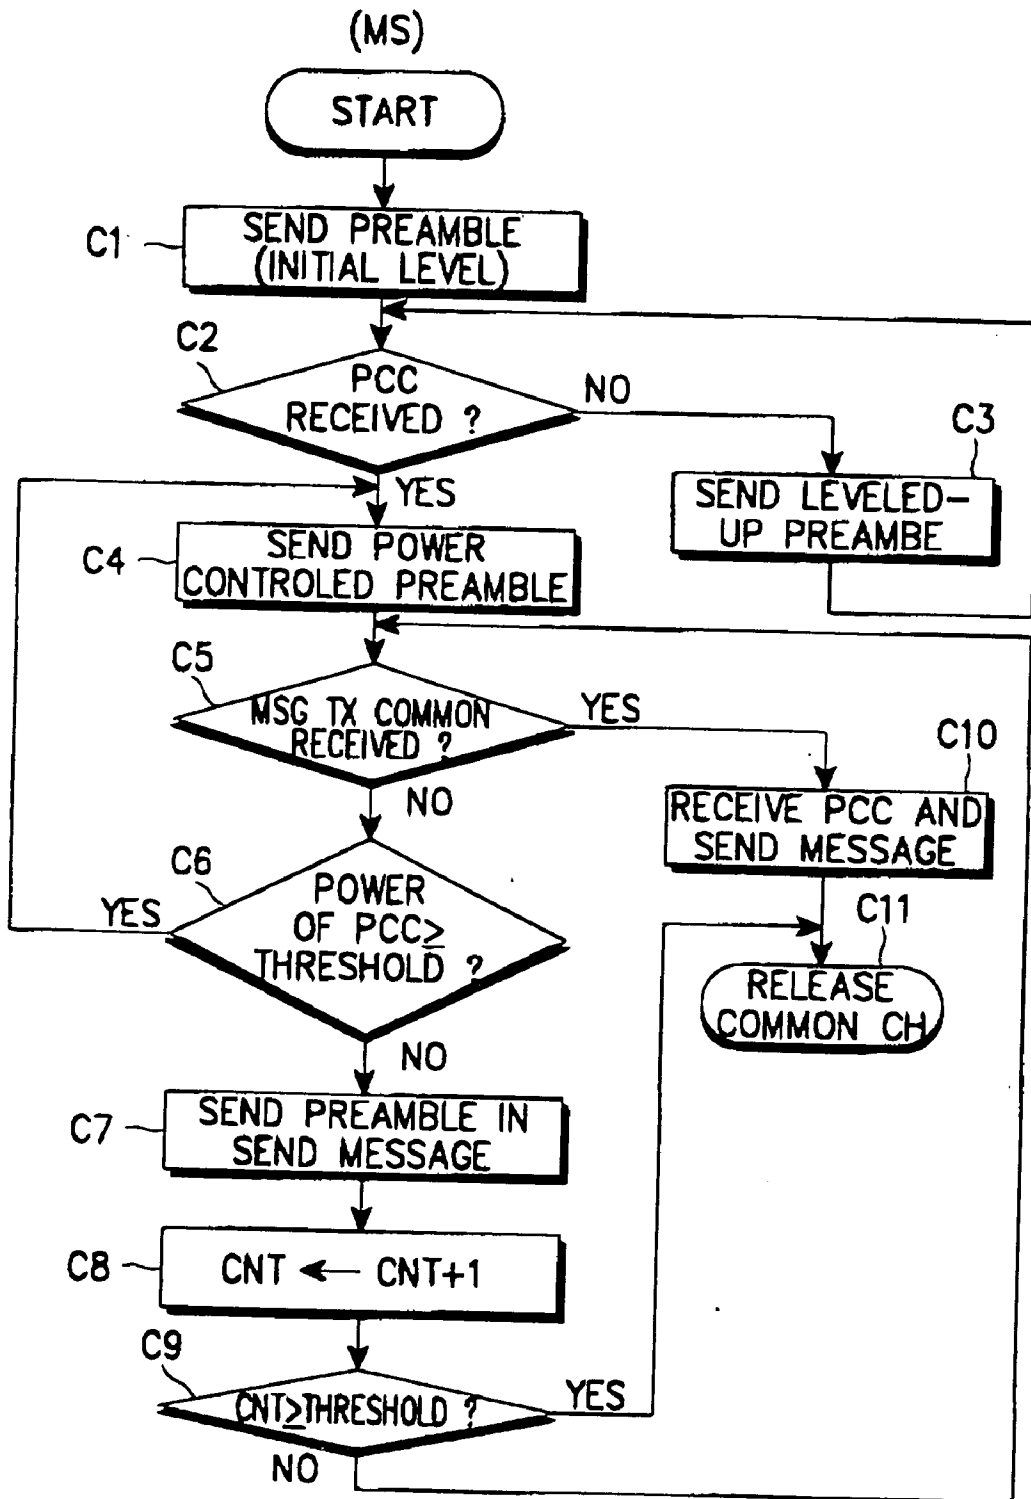 (MS)
START
C1
SEND PREAMBLE
(INITIAL LEVEL)
C2
PCC
RECEIVED ?
NO
YES
C3
SEND LEVELED-
UP PREAMBE
C4
SEND POWER
CONTROLED PREAMBLE
C5
MSG TX COMMON
RECEIVED ?
YES
NO
C10
RECEIVE PCC AND
SEND MESSAGE
C6
POWER
OF PCC≥
THRESHOLD ?
YES
NO
C11
RELEASE
COMMON CH
C7
SEND PREAMBLE IN
SEND MESSAGE
C8
CNT ← CNT+1
C9
CNT≥THRESHOLD ?
YES
NO